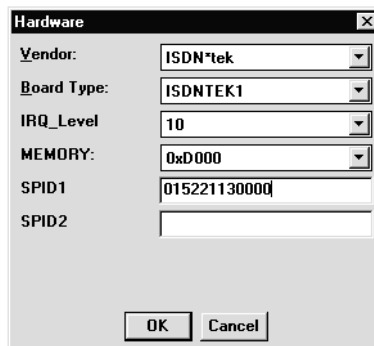 Hardware
Vendor: ISDN*tek
Board Type: ISDNTEK1
IRQ_Level 10
MEMORY: 0xD000
SPID1 015221130000
SPID2
OK Cancel